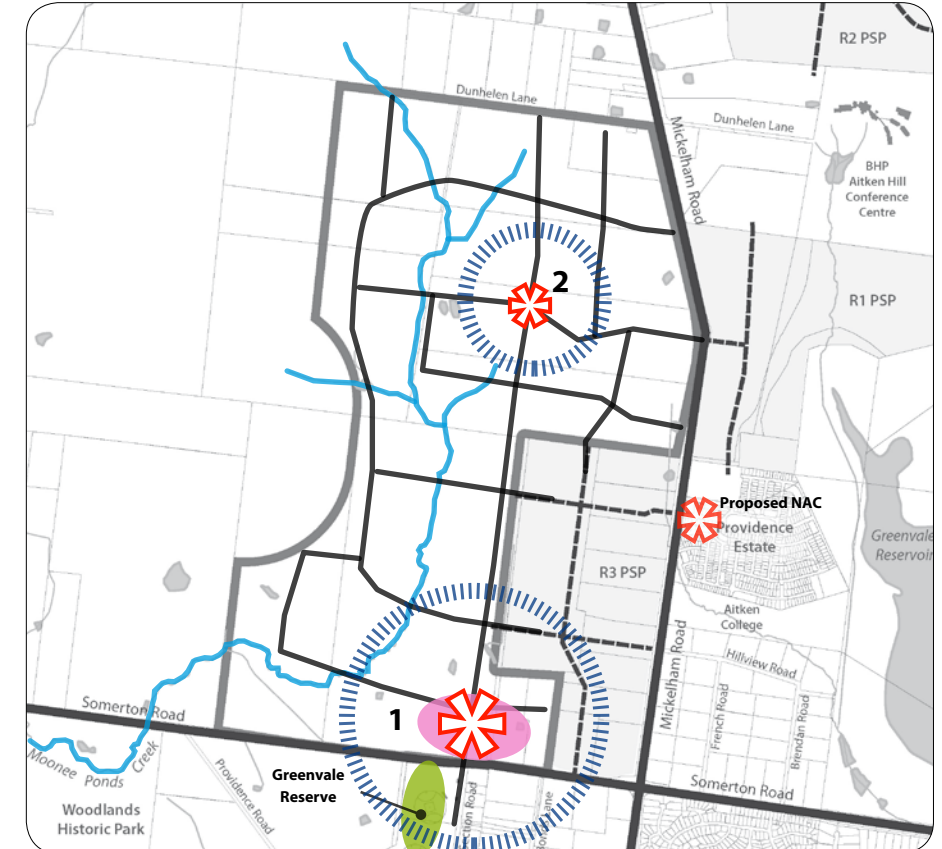 R2 PSP
Dunhelen Lane
Dunhelen Lane
Mickelham Road
BHP
Aitken Hill
Conference
Centre
2
R1 PSP
Proposed NAC
Providence
Estate
Greenvale
Reservoir
R3 PSP
Aitken
College
Hillview Road
Mickelham Road
French Road
Brendan Road
Somerton Road
1
Moonee Ponds Creek
Providence Road
Greenvale
Reserve
Somerton Road
Woodlands
Historic Park